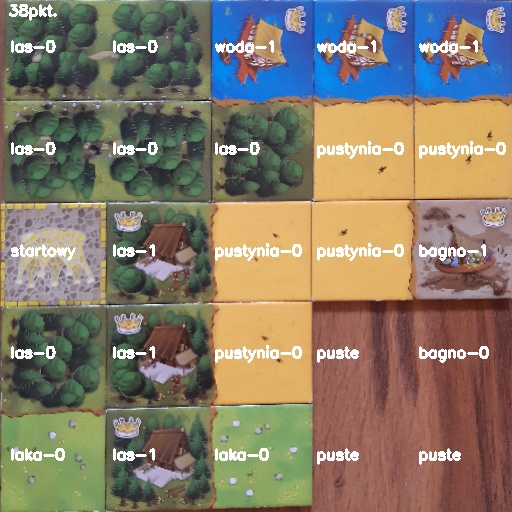 38pkt.
las-0 las-0 woda-1 woda-1 woda-1
las-0 las-0 las-0 pustynia-0 pustynia-0
startowy las-1 pustynia-0 pustynia-0 bagno-1
las-0 las-1 pustynia-0 puste bagno-0
laka-0 las-1 laka-0 puste puste